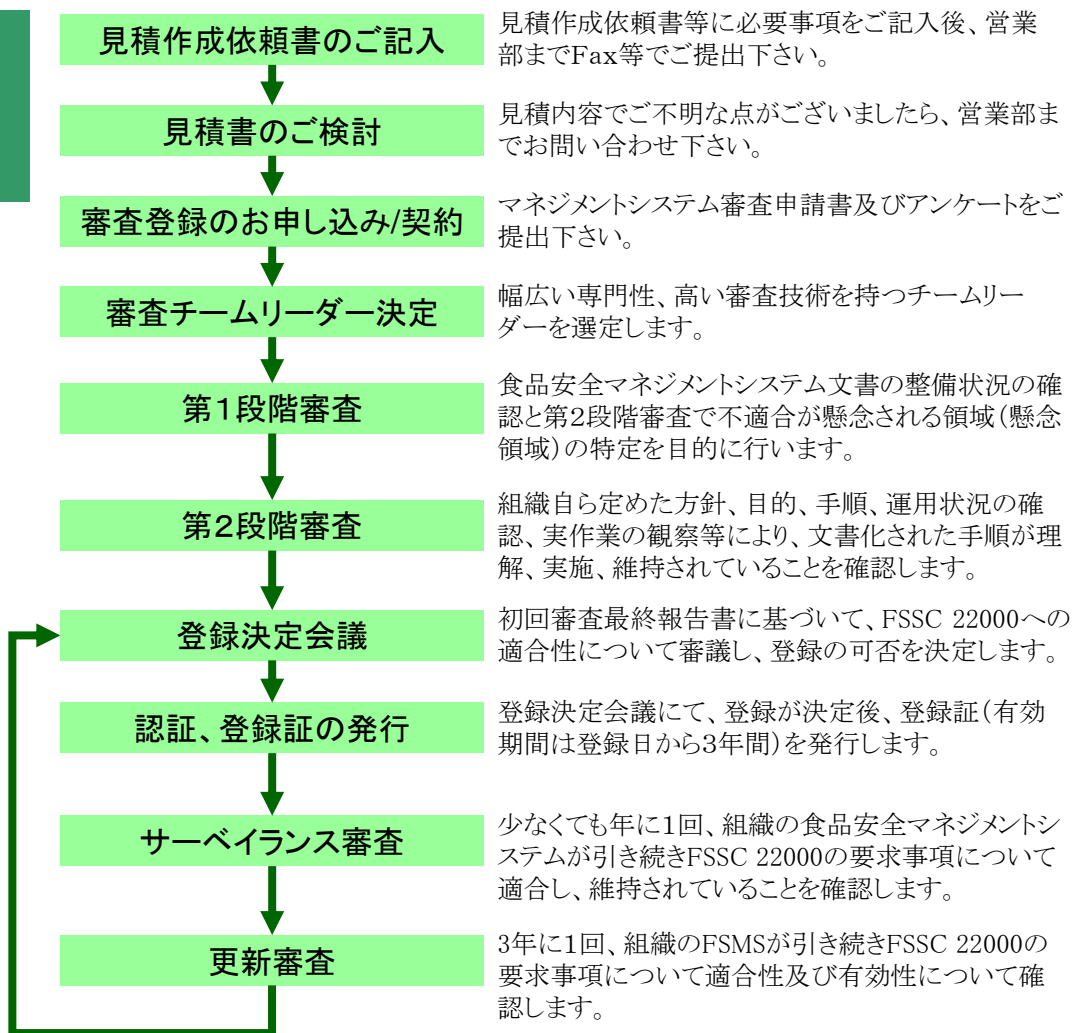 見積作成依頼書のご記入
見積作成依頼書等に必要事項をご記入後、営業
部までFax等でご提出下さい。
見積書のご検討
見積内容でご不明な点がございましたら、営業部ま
でお問い合わせ下さい。
審査登録のお申し込み/契約
マネジメントシステム審査申請書及びアンケートをご
提出下さい。
審査チームリーダー決定
幅広い専門性、高い審査技術を持つチームリー
ダーを選定します。
第１段階審査
食品安全マネジメントシステム文書の整備状況の確
認と第２段階審査で不適合が懸念される領域（懸念
領域）の特定を目的に行います。
第２段階審査
組織自ら定めた方針、目的、手順、運用状況の確
認、実作業の観察等により、文書化された手順が理
解、実施、維持されていることを確認します。
登録決定会議
初回審査最終報告書に基づいて、FSSC 22000への
適合性について審議し、登録の可否を決定します。
認証、登録証の発行
登録決定会議にて、登録が決定後、登録証（有効
期間は登録日から３年間）を発行します。
サーベイランス審査
少なくても年に１回、組織の食品安全マネジメントシ
ステムが引き続きFSSC 22000の要求事項について
適合し、維持されていることを確認します。
更新審査
3年に１回、組織のFSMSが引き続きFSSC 22000の
要求事項について適合性及び有効性について確
認します。